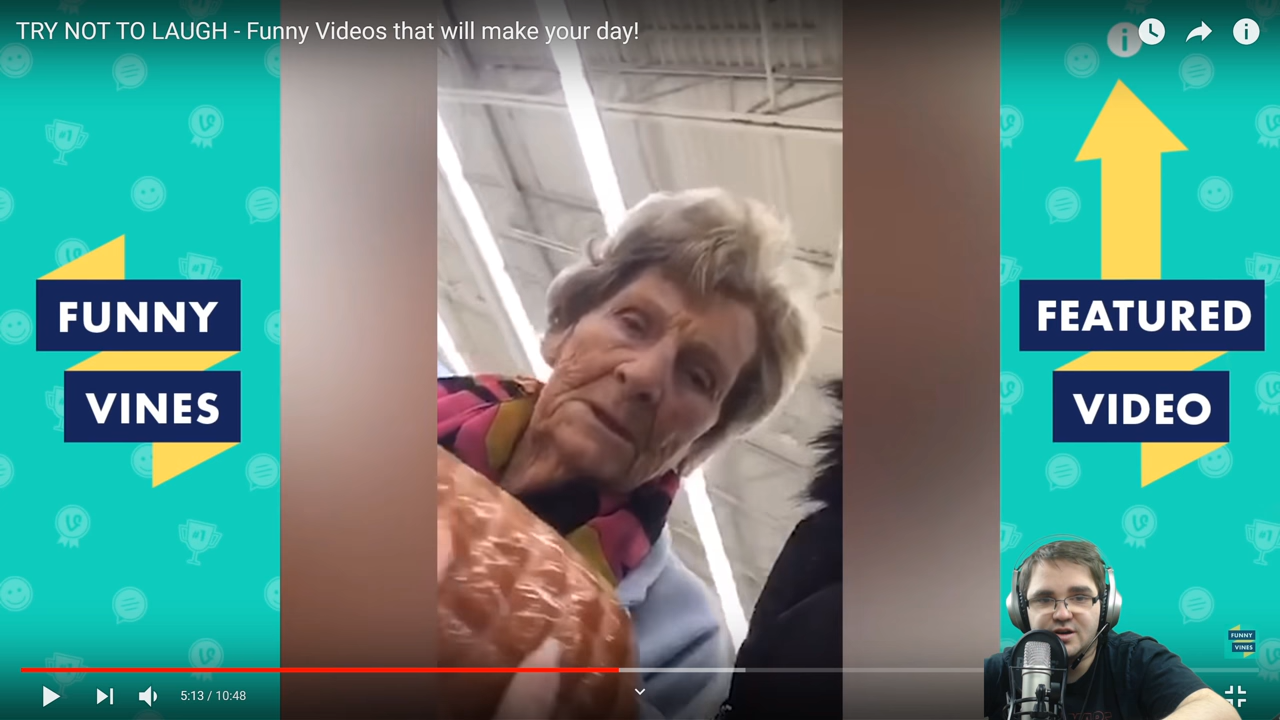 TRY NOT TO LAUGH - Funny Videos that will make your day!
FUNNY
VINES
FEATURED
VIDEO
FUNNY
VINES
5:13 / 10:48